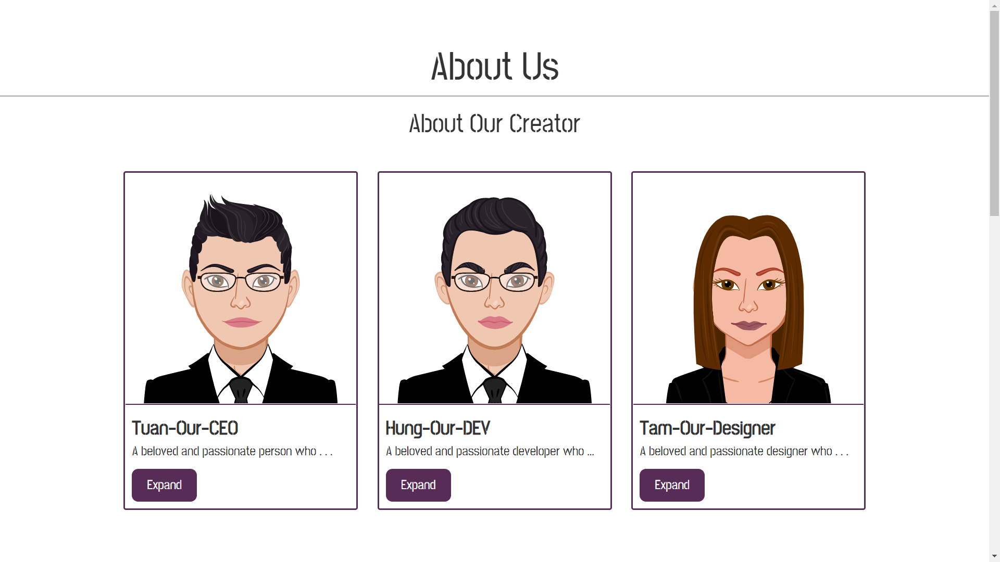 About Us
About Our Creator
Tuan-Our-CEO
A beloved and passionate person who . . .
Expand
Hung-Our-DEV
A beloved and passionate developer who ...
Expand
Tam-Our-Designer
A beloved and passionate designer who . . .
Expand